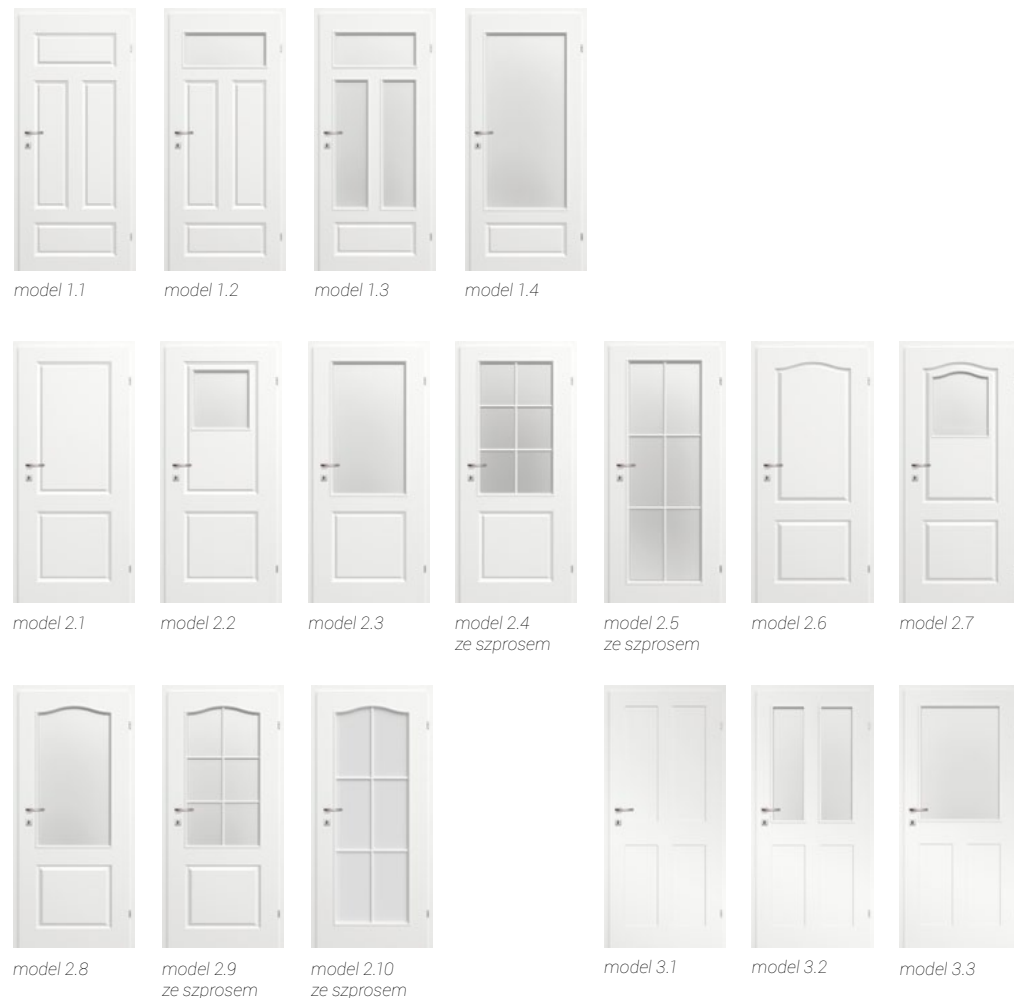 model 1.1
model 1.2
model 1.3
model 1.4
model 2.1
model 2.2
model 2.3
model 2.4
ze szprosem
model 2.5
ze szprosem
model 2.6
model 2.7
model 2.8
model 2.9
ze szprosem
model 2.10
ze szprosem
model 3.1
model 3.2
model 3.3